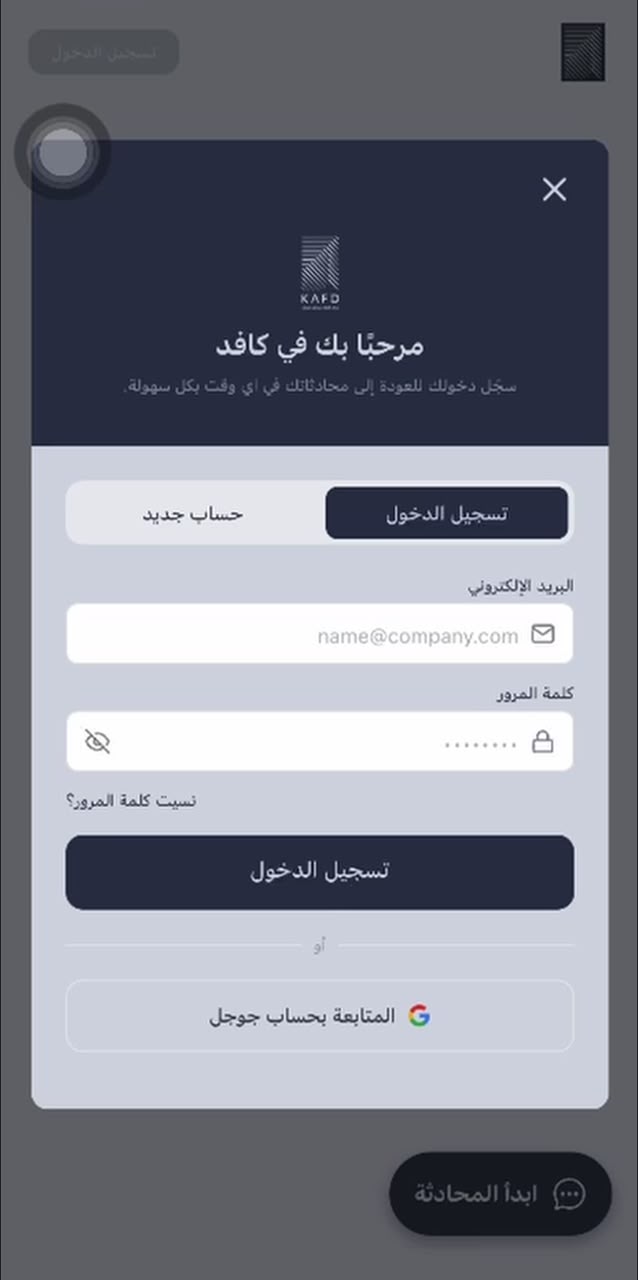 تسجيل الدخول
KAFD
مرحبًا بك في كافد
سجّل دخولك للعودة إلى محادثاتك في اي وقت بكل سهولة.
تسجيل الدخول
حساب جديد
البريد الإلكتروني
name@company.com
كلمة المرور
نسيت كلمة المرور؟
تسجيل الدخول
أو
المتابعة بحساب جوجل
ابدأ المحادثة